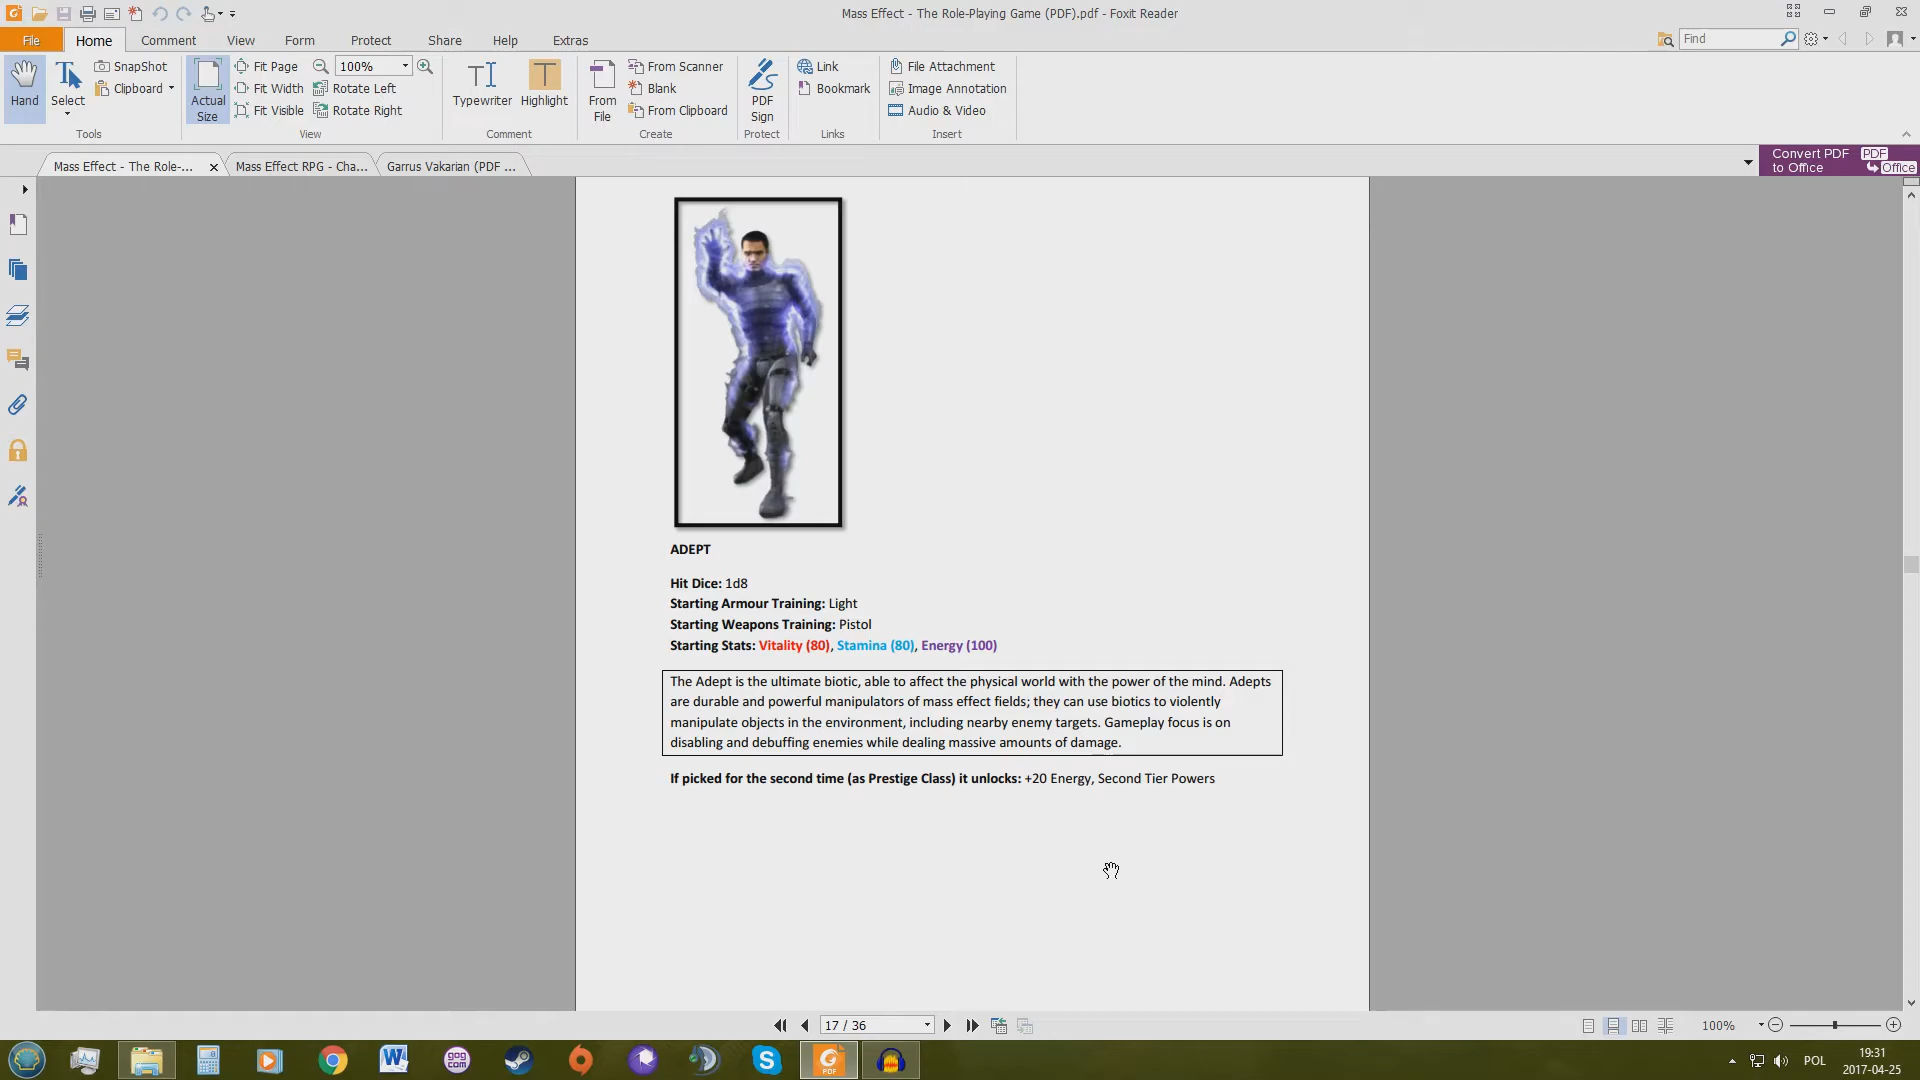 Mass Effect - The Role-Playing Game (PDF).pdf - Foxit Reader
File Home Comment View Form Protect Share Help Extras
Find
Hand
Select
SnapShot
Clipboard
Tools
Actual
Size
Fit Page
Fit Width
Fit Visible
100%
Rotate Left
Rotate Right
View
Typewriter
Highlight
Comment
From
File
From Scanner
Blank
From Clipboard
Create
PDF
Sign
Protect
Link
Bookmark
Links
File Attachment
Image Annotation
Audio & Video
Insert
Mass Effect - The Role-...
Mass Effect RPG - Cha...
Garrus Vakarian (PDF ...
Convert PDF
to Office
PDF
Office
ADEPT
Hit Dice: 1d8
Starting Armour Training: Light
Starting Weapons Training: Pistol
Starting Stats: Vitality (80), Stamina (80), Energy (100)
The Adept is the ultimate biotic, able to affect the physical world with the power of the mind. Adepts
are durable and powerful manipulators of mass effect fields; they can use biotics to violently
manipulate objects in the environment, including nearby enemy targets. Gameplay focus is on
disabling and debuffing enemies while dealing massive amounts of damage.
If picked for the second time (as Prestige Class) it unlocks: +20 Energy, Second Tier Powers
17 / 36
100%
GOG
COM
PDF
POL
19:31
2017-04-25